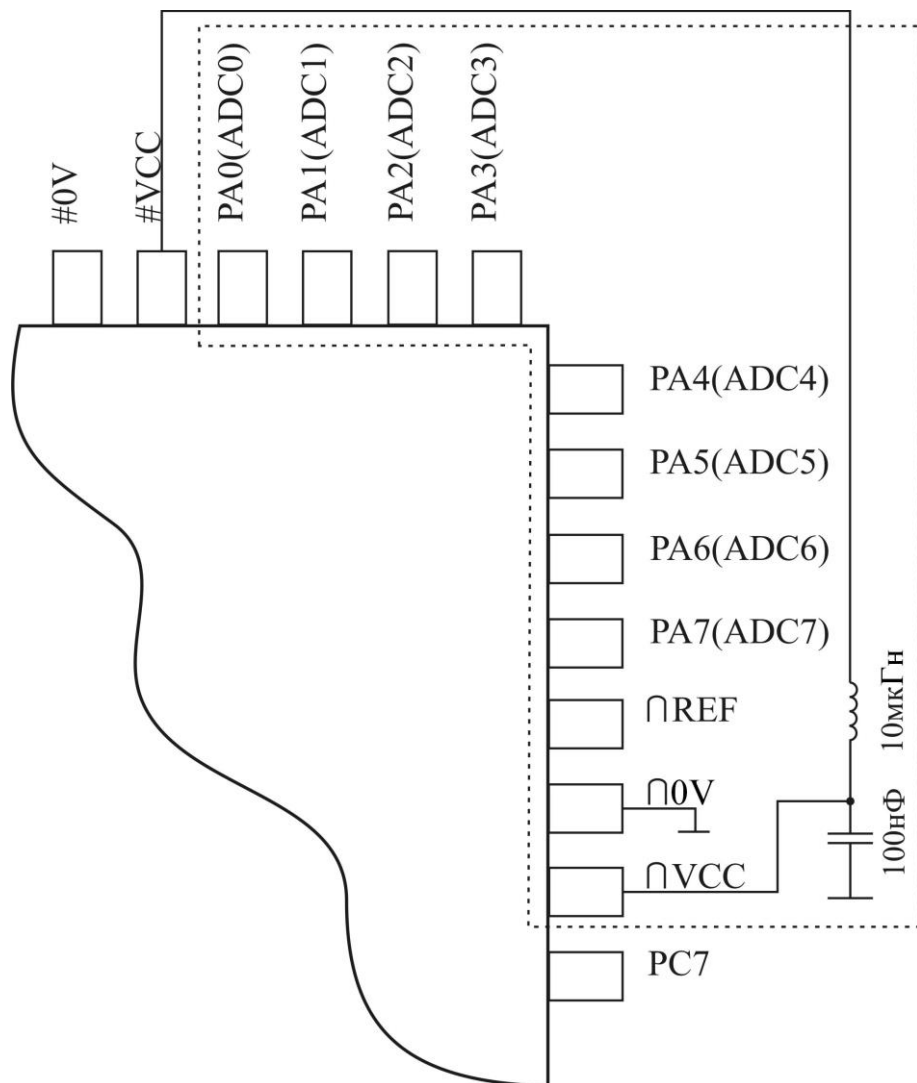 #0V
#VCC
PA0(ADC0)
PA1(ADC1)
PA2(ADC2)
PA3(ADC3)
PA4(ADC4)
PA5(ADC5)
PA6(ADC6)
PA7(ADC7)
∩REF
∩0V
∩VCC
PC7
10мкГн
100нФ